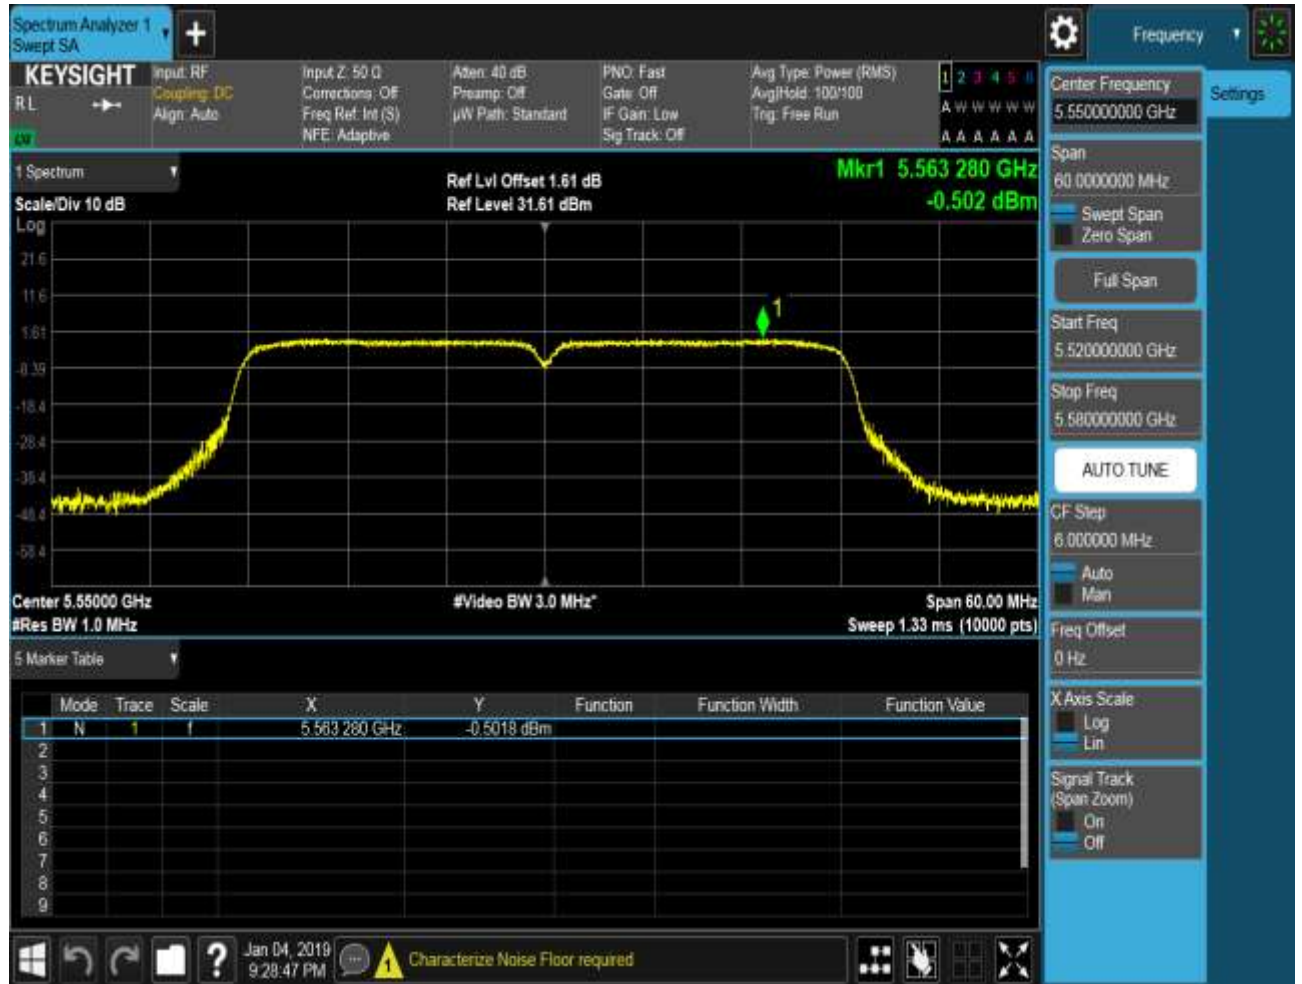 Spectrum Analyzer 1
Swept SA
Frequency
KEYSIGHT
R L
Input: RF
Coupling: DC
Align: Auto
Input Z: 50 Ω
Corrections: Off
Freq Ref: Int (S)
NFE: Adaptive
Atten: 40 dB
Preamp: Off
µW Path: Standard
PNO: Fast
Gate: Off
IF Gain: Low
Sig Track: Off
Avg Type: Power (RMS)
Avg|Hold: 100/100
Trig: Free Run
1 2 3 4 5 6
A W W W W W
A A A A A A
1 Spectrum
Scale/Div 10 dB
Ref Lvl Offset 1.61 dB
Ref Level 31.61 dBm
Mkr1 5.563 280 GHz
-0.502 dBm
Log
21.6
11.6
1.61
-8.39
-18.4
-28.4
-38.4
-48.4
-58.4
1
Center 5.55000 GHz
#Video BW 3.0 MHz*
Span 60.00 MHz
#Res BW 1.0 MHz
Sweep 1.33 ms (10000 pts)
5 Marker Table
Mode Trace Scale X Y Function Function Width Function Value
1 N 1 f 5.563 280 GHz -0.5018 dBm
2
3
4
5
6
7
8
9
Jan 04, 2019
9:28:47 PM
Characterize Noise Floor required
Center Frequency
5.550000000 GHz
Settings
Span
60.0000000 MHz
Swept Span
Zero Span
Full Span
Start Freq
5.520000000 GHz
Stop Freq
5.580000000 GHz
AUTO TUNE
CF Step
6.000000 MHz
Auto
Man
Freq Offset
0 Hz
X Axis Scale
Log
Lin
Signal Track
(Span Zoom)
On
Off